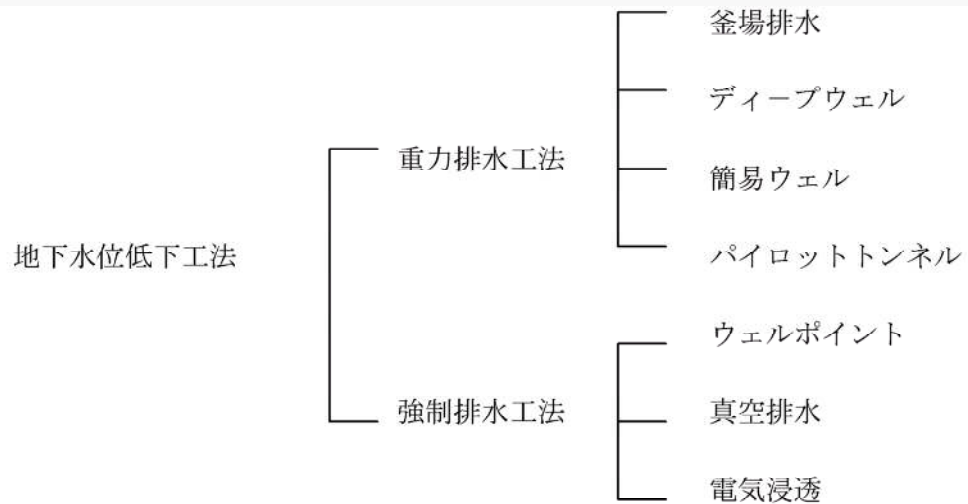 釜場排水
ディープウェル
重力排水工法
簡易ウェル
地下水位低下工法
パイロットトンネル
ウェルポイント
強制排水工法
真空排水
電気浸透